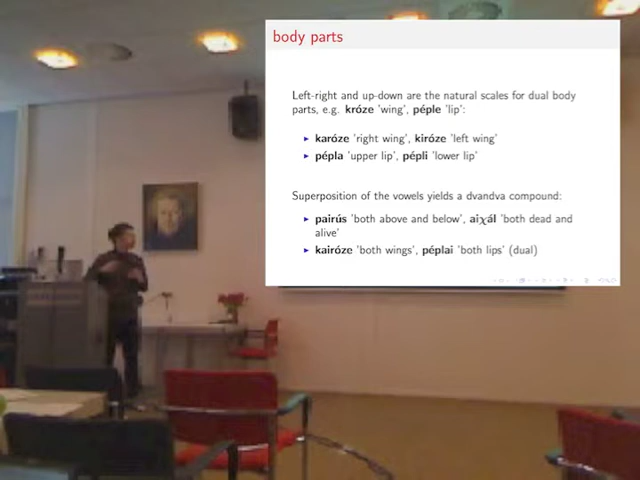 body parts
Left-right and up-down are the natural scales for dual body
parts, e.g. króze 'wing', péple 'lip':
▸ karóze 'right wing', kiróze 'left wing'
▸ pépla 'upper lip', pépli 'lower lip'
Superposition of the vowels yields a dvandva compound:
▸ pairús 'both above and below', aiχál 'both dead and
alive'
▸ kairóze 'both wings', péplai 'both lips' (dual)